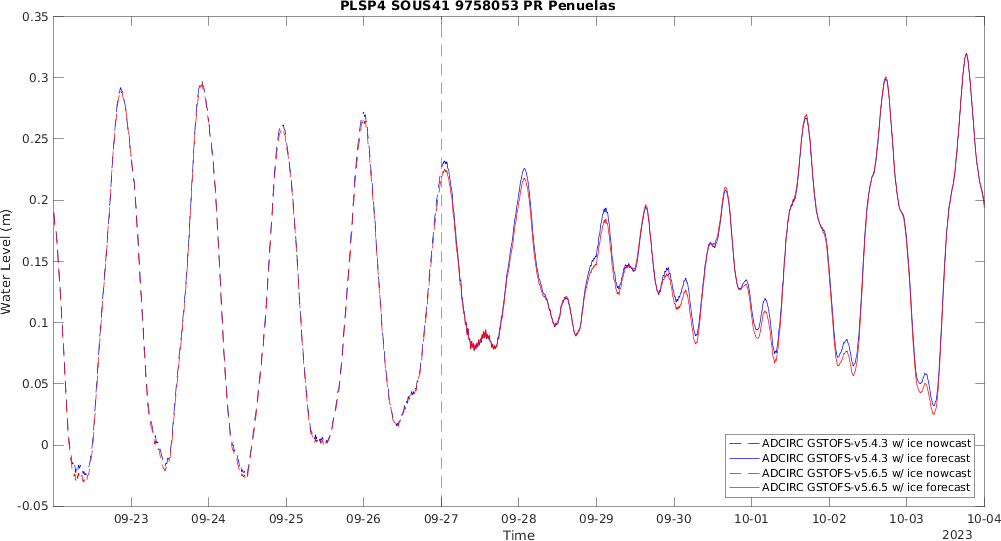 PLSP4 SOUS41 9758053 PR Penuelas
0.35
0.3
0.25
0.2
0.15
0.1
0.05
0
-0.05
Water Level (m)
ADCIRC GSTOFS-v5.4.3 w/ ice nowcast
ADCIRC GSTOFS-v5.4.3 w/ ice forecast
ADCIRC GSTOFS-v5.6.5 w/ ice nowcast
ADCIRC GSTOFS-v5.6.5 w/ ice forecast
09-23 09-24 09-25 09-26 09-27 09-28 09-29 09-30 10-01 10-02 10-03 10-04
Time
2023